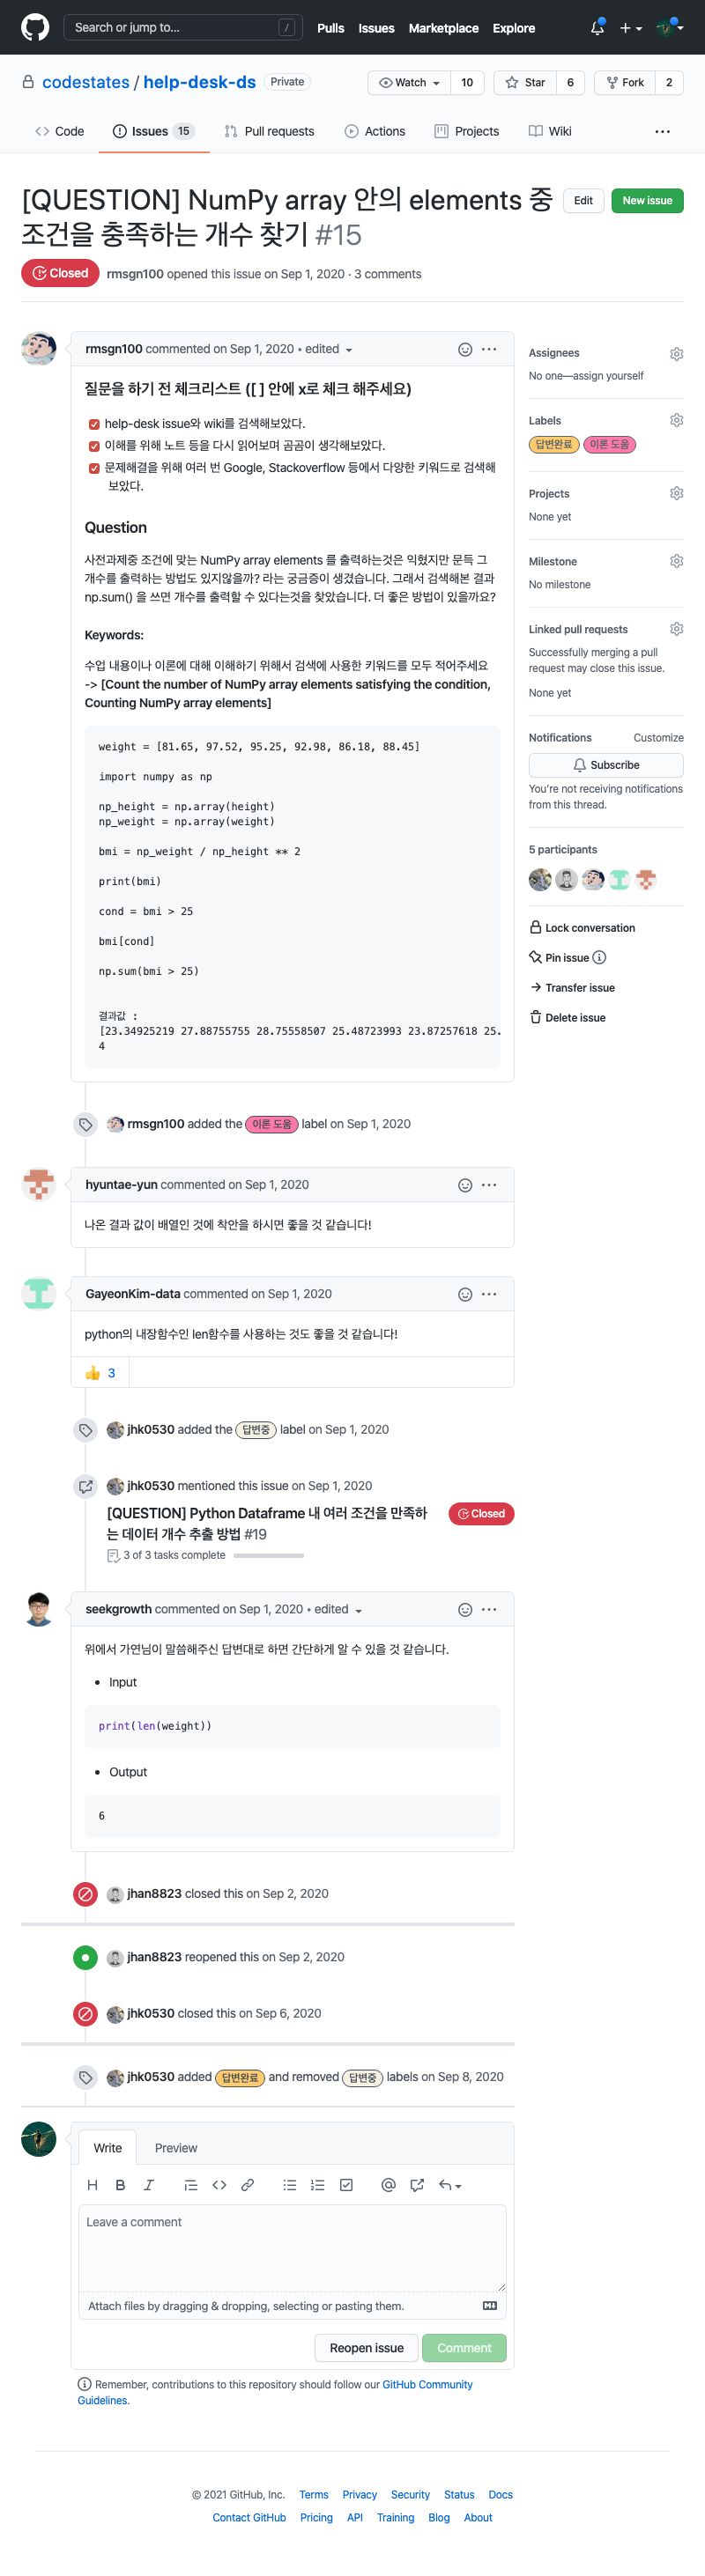 Search or jump to... /
Pulls Issues Marketplace Explore
codestates / help-desk-ds Private
Watch 10 Star 6 Fork 2
Code Issues 15 Pull requests Actions Projects Wiki ...
[QUESTION] NumPy array 안의 elements 중
조건을 충족하는 개수 찾기 #15
Edit New issue
Closed rmsgn100 opened this issue on Sep 1, 2020 · 3 comments
rmsgn100 commented on Sep 1, 2020 • edited
질문을 하기 전 체크리스트 ([ ] 안에 x로 체크 해주세요)
help-desk issue와 wiki를 검색해보았다.
이해를 위해 노트 등을 다시 읽어보며 곰곰이 생각해보았다.
문제해결을 위해 여러 번 Google, Stackoverflow 등에서 다양한 키워드로 검색해
보았다.
Question
사전과제중 조건에 맞는 NumPy array elements 를 출력하는것은 익혔지만 문득 그
개수를 출력하는 방법도 있지않을까? 라는 궁금증이 생겼습니다. 그래서 검색해본 결과
np.sum() 을 쓰면 개수를 출력할 수 있다는것을 찾았습니다. 더 좋은 방법이 있을까요?
Keywords:
수업 내용이나 이론에 대해 이해하기 위해서 검색에 사용한 키워드를 모두 적어주세요
-> [Count the number of NumPy array elements satisfying the condition,
Counting NumPy array elements]
weight = [81.65, 97.52, 95.25, 92.98, 86.18, 88.45]
import numpy as np
np_height = np.array(height)
np_weight = np.array(weight)
bmi = np_weight / np_height ** 2
print(bmi)
cond = bmi > 25
bmi[cond]
np.sum(bmi > 25)
결과값 :
[23.34925219 27.88755755 28.75558507 25.48723993 23.87257618 25.
4
Assignees
No one—assign yourself
Labels
답변완료 이론 도움
Projects
None yet
Milestone
No milestone
Linked pull requests
Successfully merging a pull
request may close this issue.
None yet
Notifications Customize
Subscribe
You're not receiving notifications
from this thread.
5 participants
Lock conversation
Pin issue
Transfer issue
Delete issue
rmsgn100 added the 이론 도움 label on Sep 1, 2020
hyuntae-yun commented on Sep 1, 2020
나온 결과 값이 배열인 것에 착안을 하시면 좋을 것 같습니다!
GayeonKim-data commented on Sep 1, 2020
python의 내장함수인 len함수를 사용하는 것도 좋을 것 같습니다!
👍 3
jhk0530 added the 답변중 label on Sep 1, 2020
jhk0530 mentioned this issue on Sep 1, 2020
[QUESTION] Python Dataframe 내 여러 조건을 만족하
는 데이터 개수 추출 방법 #19
Closed
3 of 3 tasks complete
seekgrowth commented on Sep 1, 2020 • edited
위에서 가연님이 말씀해주신 답변대로 하면 간단하게 알 수 있을 것 같습니다.
• Input
print(len(weight))
• Output
6
jhan8823 closed this on Sep 2, 2020
jhan8823 reopened this on Sep 2, 2020
jhk0530 closed this on Sep 6, 2020
jhk0530 added 답변완료 and removed 답변중 labels on Sep 8, 2020
Write Preview
Leave a comment
Attach files by dragging & dropping, selecting or pasting them.
Reopen issue Comment
Remember, contributions to this repository should follow our GitHub Community
Guidelines.
© 2021 GitHub, Inc. Terms Privacy Security Status Docs
Contact GitHub Pricing API Training Blog About